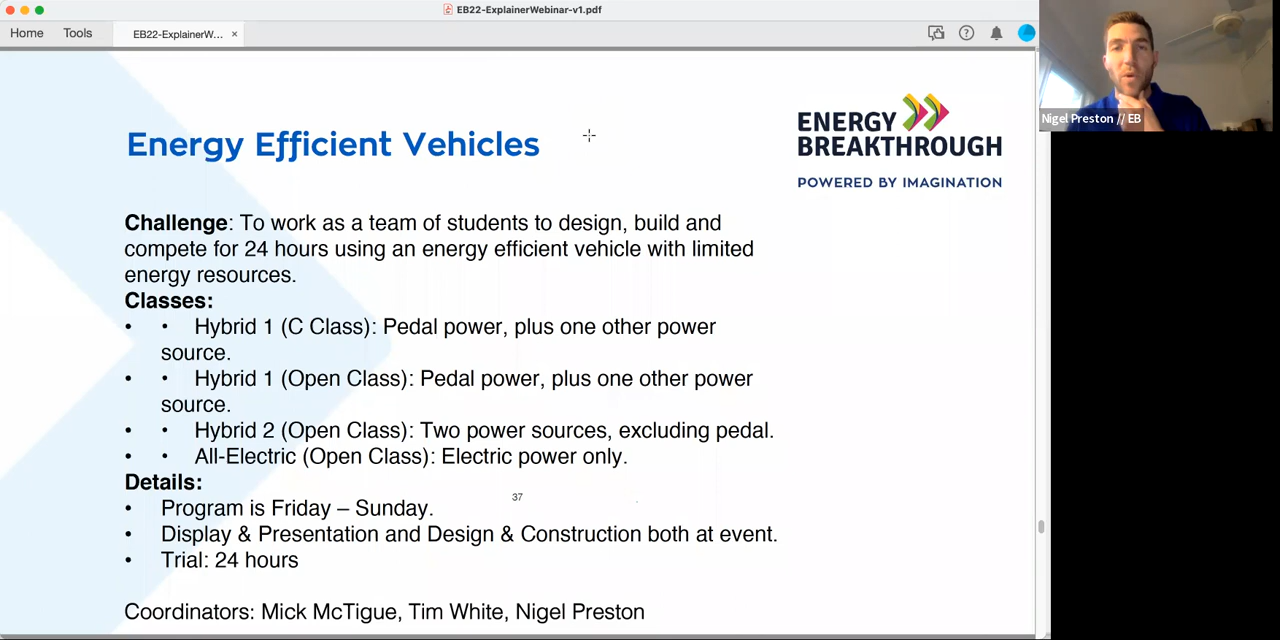 EB22-ExplainerWebinar-v1.pdf
Home Tools EB22-ExplainerW... ×
Nigel Preston // EB
ENERGY
BREAKTHROUGH
POWERED BY IMAGINATION
Energy Efficient Vehicles
Challenge: To work as a team of students to design, build and
compete for 24 hours using an energy efficient vehicle with limited
energy resources.
Classes:
• • Hybrid 1 (C Class): Pedal power, plus one other power
source.
• • Hybrid 1 (Open Class): Pedal power, plus one other power
source.
• • Hybrid 2 (Open Class): Two power sources, excluding pedal.
• • All-Electric (Open Class): Electric power only.
Details:
37
• Program is Friday – Sunday.
• Display & Presentation and Design & Construction both at event.
• Trial: 24 hours
Coordinators: Mick McTigue, Tim White, Nigel Preston